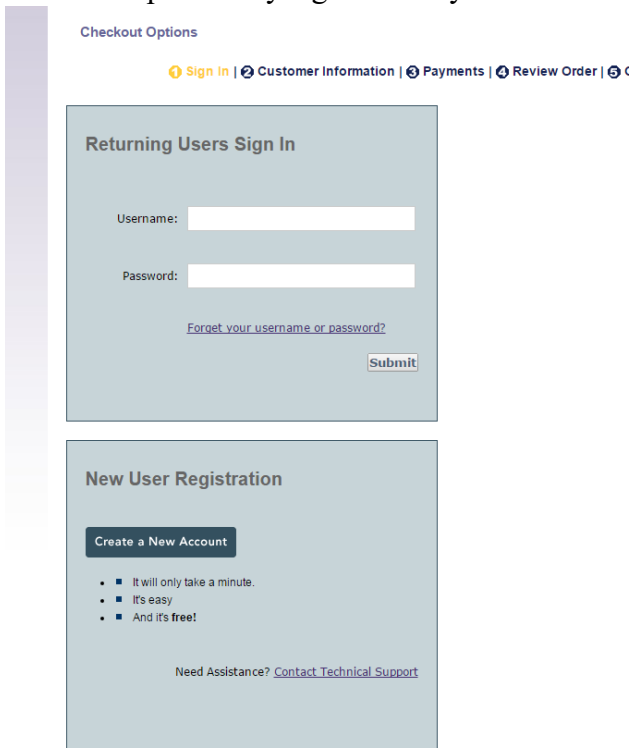 Checkout Options
1 Sign In | 2 Customer Information | 3 Payments | 4 Review Order | 5
Returning Users Sign In
Username:
Password:
Forget your username or password?
Submit
New User Registration
Create a New Account
It will only take a minute.
It's easy
And it's free!
Need Assistance? Contact Technical Support